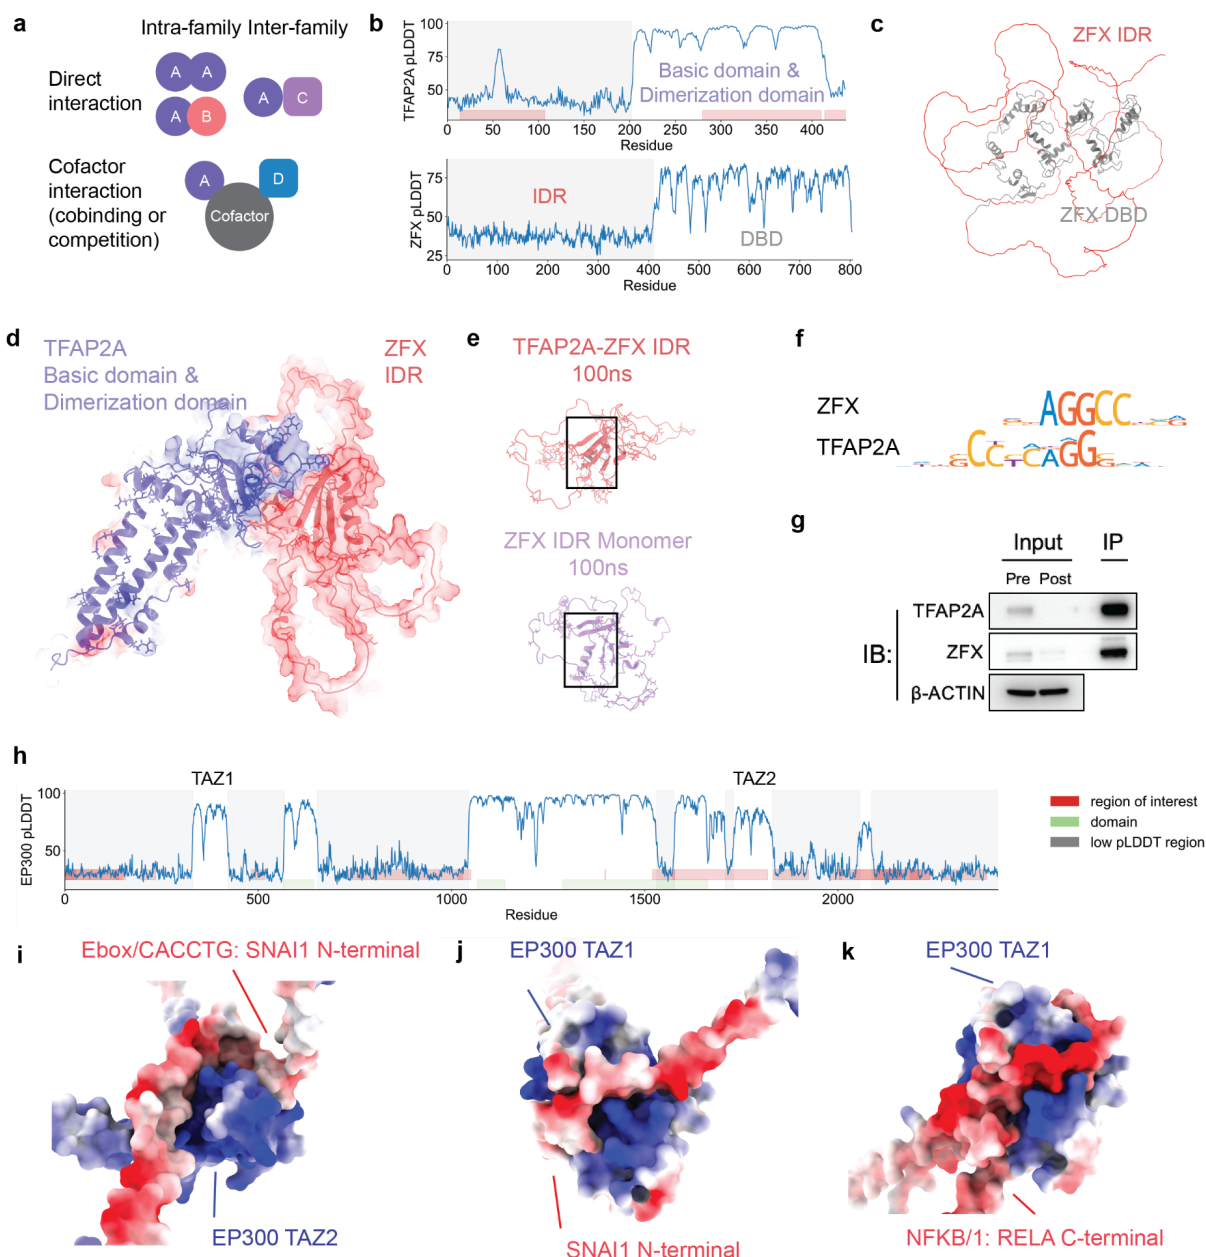 a
Intra-family Inter-family
Direct
interaction
A A
A B
A C
Cofactor
interaction
(cobinding or
competition)
A
D
Cofactor
b
TFAP2A pLDDT
100
75
50
Basic domain &
Dimerization domain
0 50 100 150 200 250 300 350 400
Residue
ZFX pLDDT
75
50
25
IDR
DBD
0 100 200 300 400 500 600 700 800
Residue
c
ZFX IDR
ZFX DBD
d
TFAP2A
Basic domain &
Dimerization domain
ZFX
IDR
e
TFAP2A-ZFX IDR
100ns
ZFX IDR Monomer
100ns
f
ZFX
AGGCC
TFAP2A
GCCTCAGGG
g
Input IP
Pre Post
IB:
TFAP2A
ZFX
β-ACTIN
h
TAZ1 TAZ2
EP300 pLDDT
100
50
0 500 1000 1500 2000
Residue
region of interest
domain
low pLDDT region
i
Ebox/CACCTG: SNAI1 N-terminal
EP300 TAZ2
j
EP300 TAZ1
SNAI1 N-terminal
k
EP300 TAZ1
NFKB/1: RELA C-terminal